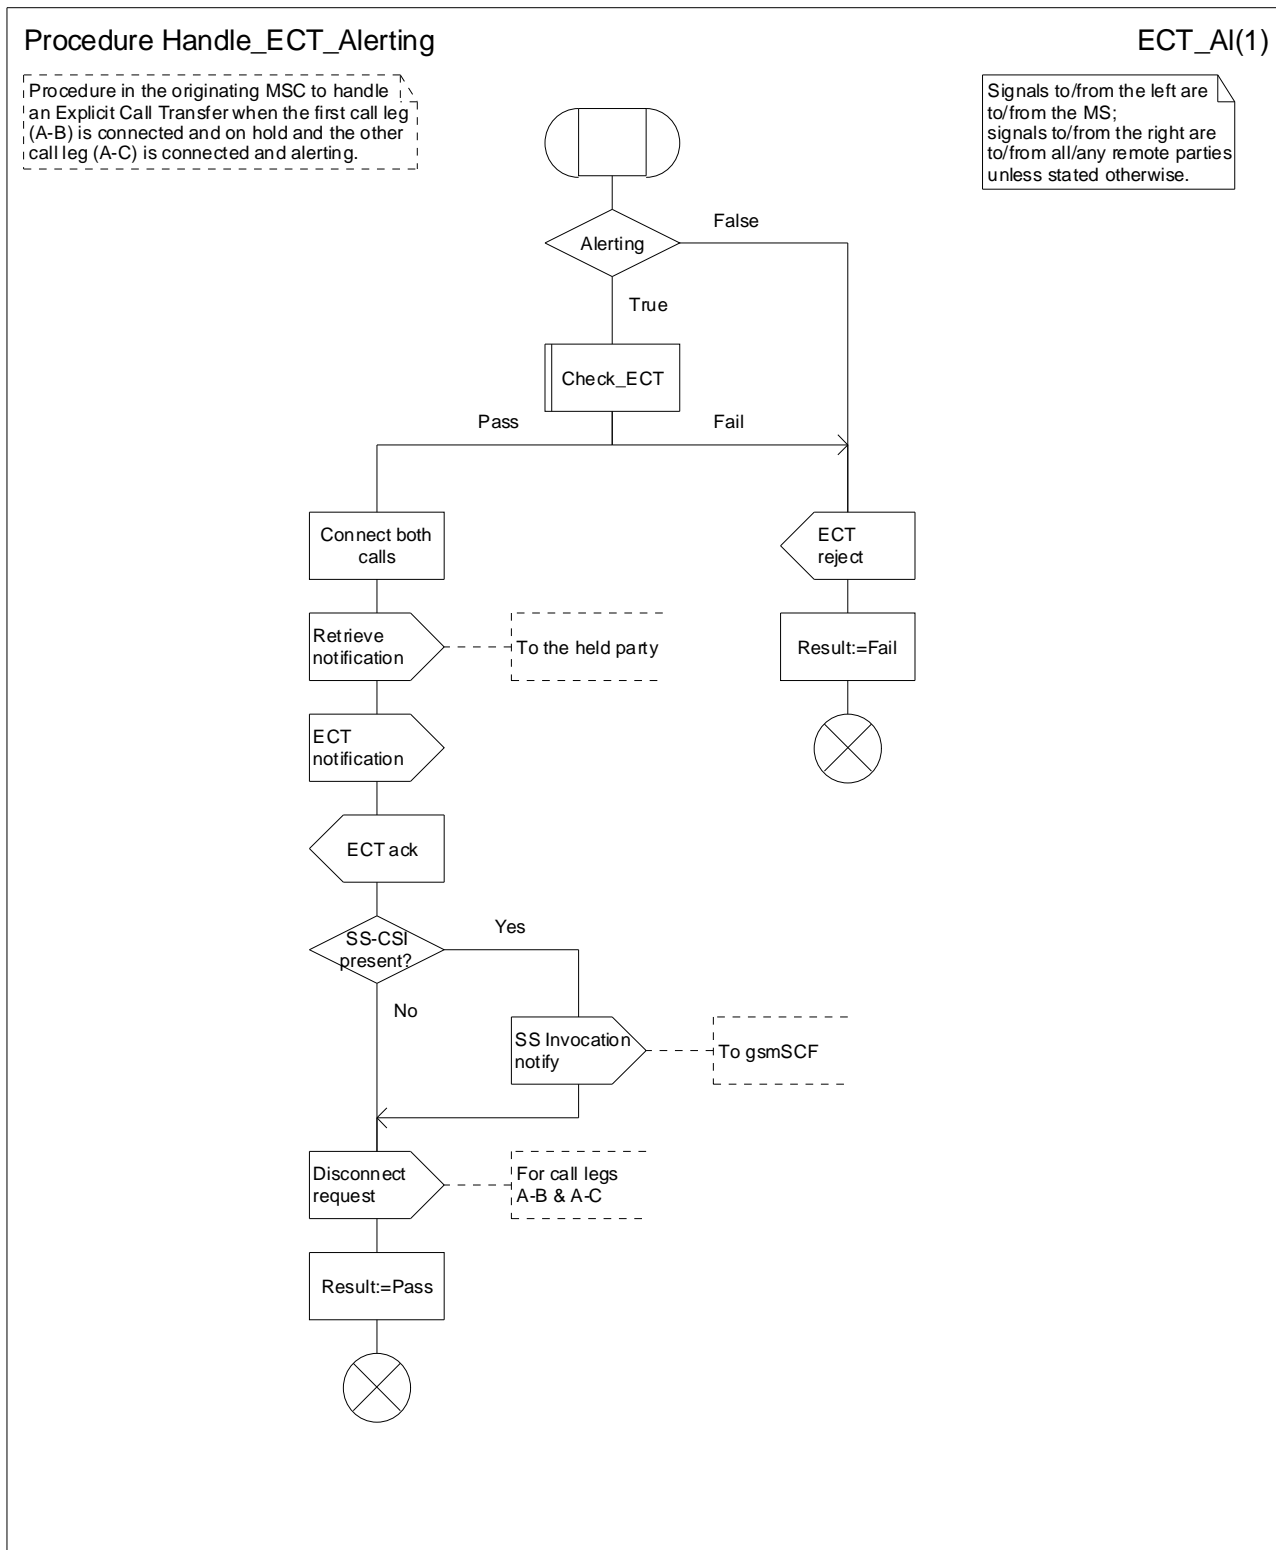 Procedure Handle_ECT_Alerting
ECT_Al(1)
Procedure in the originating MSC to handle
an Explicit Call Transfer when the first call leg
(A-B) is connected and on hold and the other
call leg (A-C) is connected and alerting.
Signals to/from the left are
to/from the MS;
signals to/from the right are
to/from all/any remote parties
unless stated otherwise.
False
Alerting
True
Check_ECT
Pass
Fail
Connect both
calls
ECT
reject
Retrieve
notification
To the held party
Result:=Fail
ECT
notification
ECT ack
SS-CSI
present?
Yes
No
SS Invocation
notify
To gsmSCF
Disconnect
request
For call legs
A-B & A-C
Result:=Pass